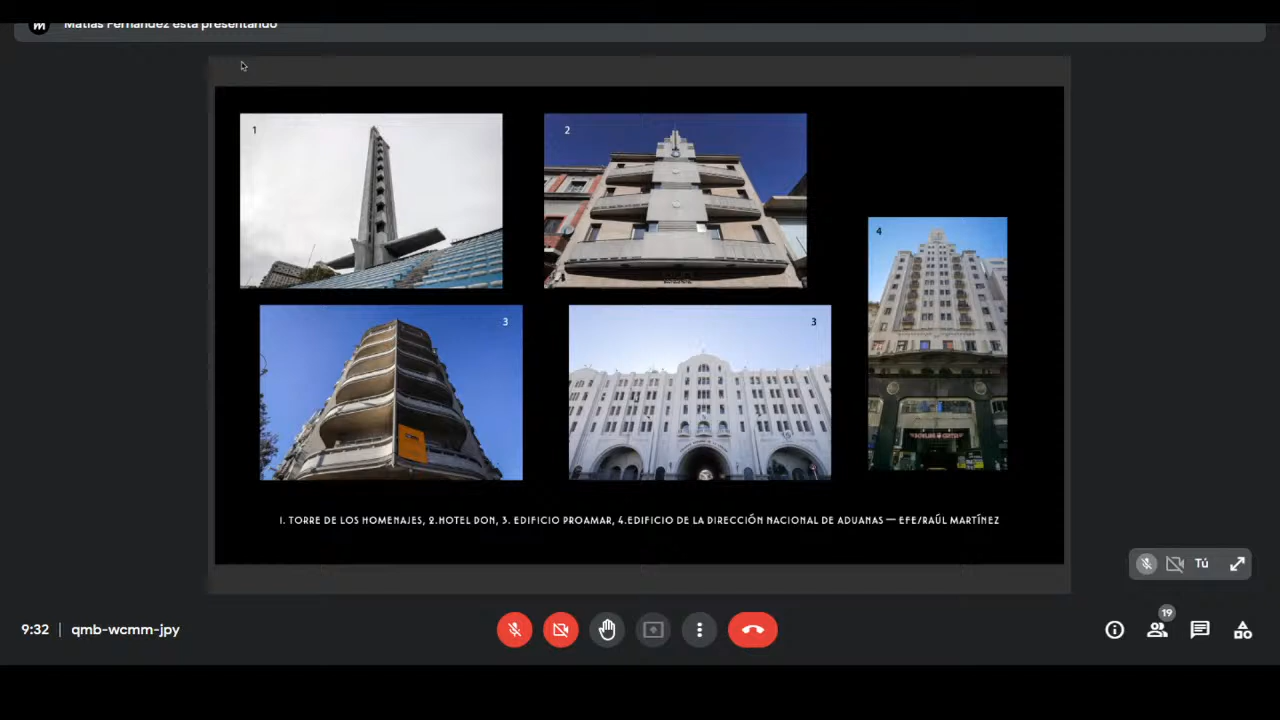 Matías Fernández está presentando
1
2
4
3
3
1. TORRE DE LOS HOMENAJES, 2.HOTEL DON, 3. EDIFICIO PROAMAR, 4.EDIFICIO DE LA DIRECCIÓN NACIONAL DE ADUANAS — EFE/RAÚL MARTÍNEZ
Tú
9:32 | qmb-wcmm-jpy
19